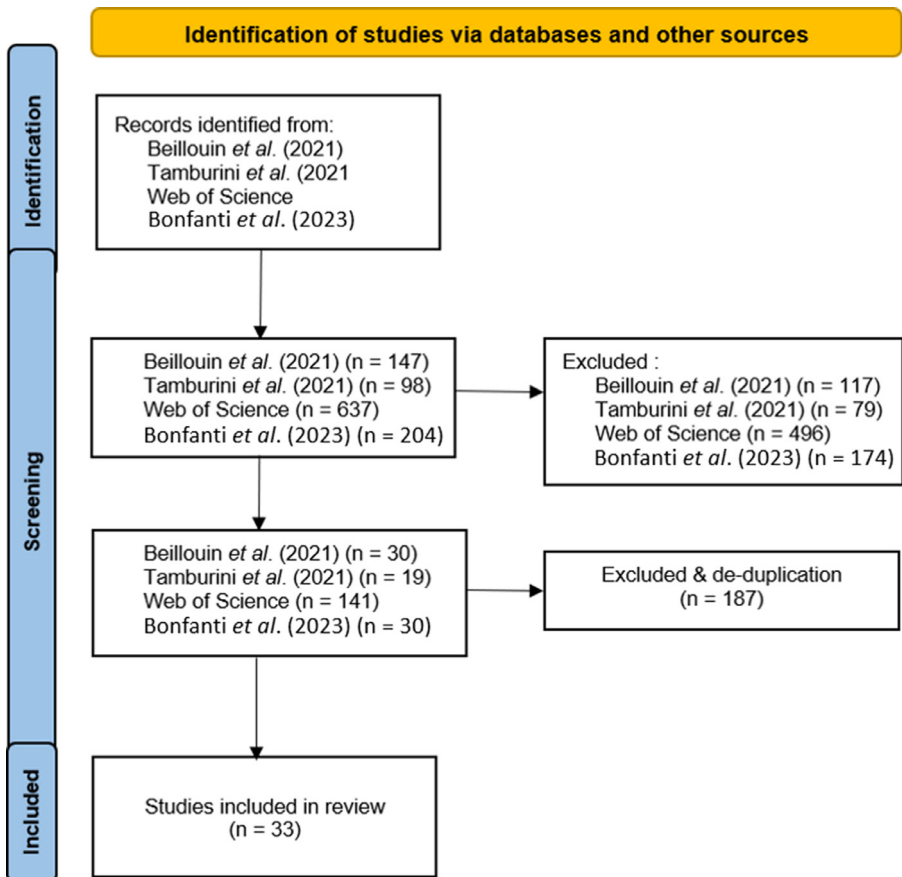 Identification of studies via databases and other sources
Identification
Records identified from:
Beillouin et al. (2021)
Tamburini et al. (2021
Web of Science
Bonfanti et al. (2023)
Screening
Beillouin et al. (2021) (n = 147)
Tamburini et al. (2021) (n = 98)
Web of Science (n = 637)
Bonfanti et al. (2023) (n = 204)
Excluded :
Beillouin et al. (2021) (n = 117)
Tamburini et al. (2021) (n = 79)
Web of Science (n = 496)
Bonfanti et al. (2023) (n = 174)
Beillouin et al. (2021) (n = 30)
Tamburini et al. (2021) (n = 19)
Web of Science (n = 141)
Bonfanti et al. (2023) (n = 30)
Excluded & de-duplication
(n = 187)
Included
Studies included in review
(n = 33)